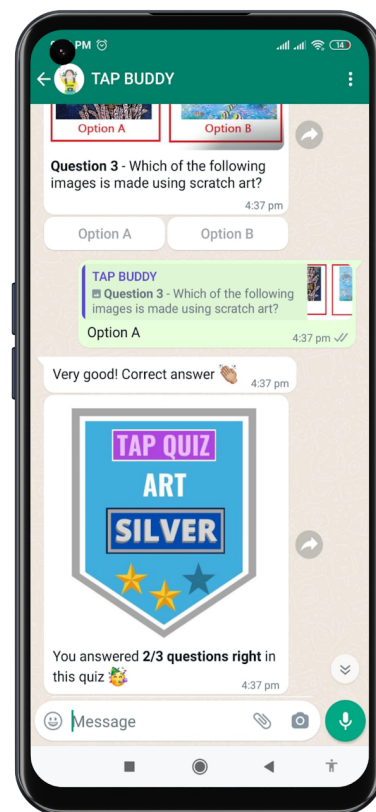 PM
14
TAP BUDDY
Option A
Option B
Question 3 - Which of the following
images is made using scratch art?
4:37 pm
Option A
Option B
TAP BUDDY
Question 3 - Which of the following
images is made using scratch art?
Option A
4:37 pm
Very good! Correct answer 👏🏽
4:37 pm
TAP QUIZ
ART
SILVER
You answered 2/3 questions right in
this quiz 🥳
4:37 pm
Message